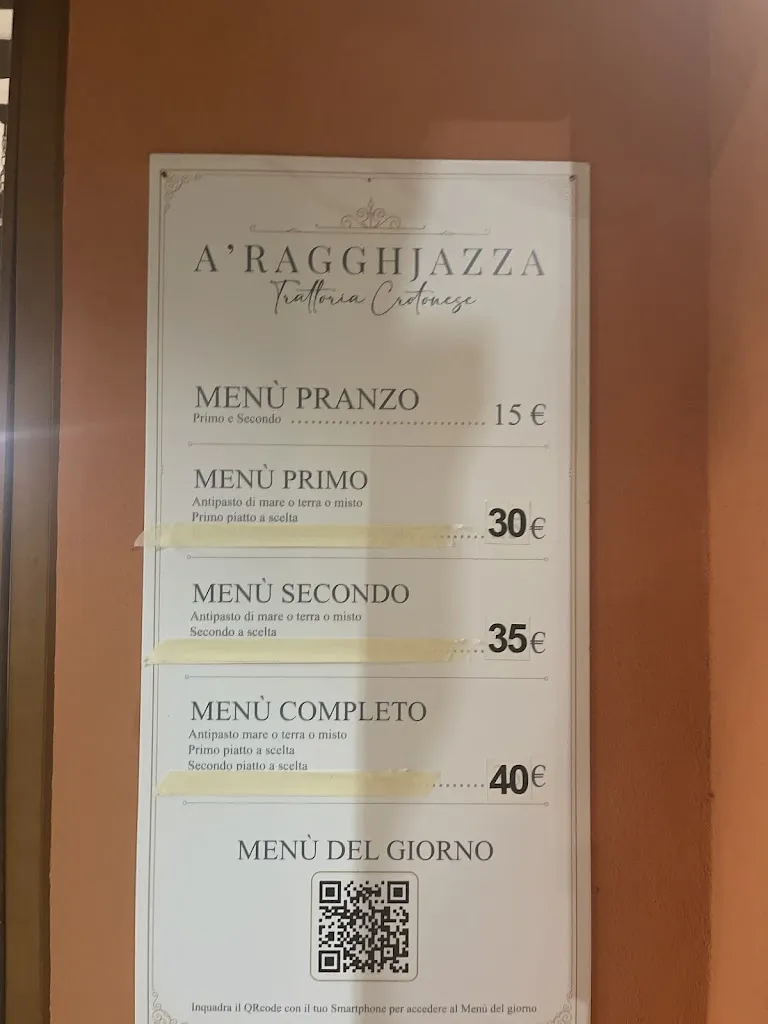 A'RAGGHJAZZA
Trattoria Crotonese
MENÙ PRANZO
Primo e Secondo ........................................ 15 €
MENÙ PRIMO
Antipasto di mare o terra o misto
Primo piatto a scelta
........ 30€
MENÙ SECONDO
Antipasto di mare o terra o misto
Secondo a scelta
...... 35€
MENÙ COMPLETO
Antipasto mare o terra o misto
Primo piatto a scelta
Secondo piatto a scelta
......... 40€
MENÙ DEL GIORNO
Inquadra il QRcode con il tuo Smartphone per accedere al Menù del giorno